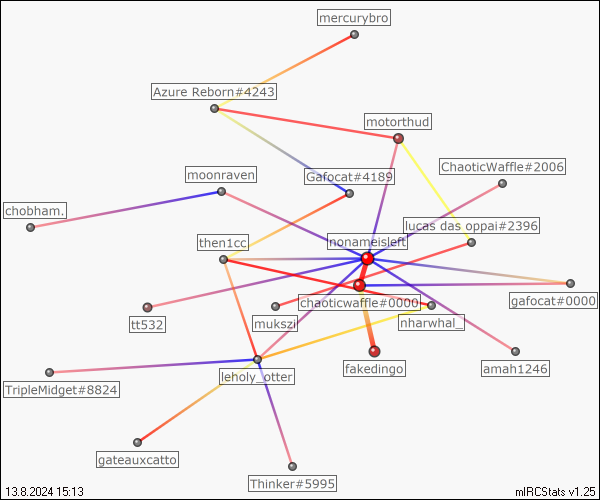 mercurybro
Azure Reborn#4243
motorthud
ChaoticWaffle#2006
moonraven
Gafocat#4189
chobham.
lucas das oppai#2396
then1cc
nonameisleft
chaoticwaffle#0000
gafocat#0000
tt532
mukszi
nharwhal_
leholy_otter
fakedingo
amah1246
TripleMidget#8824
gateauxcatto
Thinker#5995
13.8.2024 15:13
mIRCStats v1.25